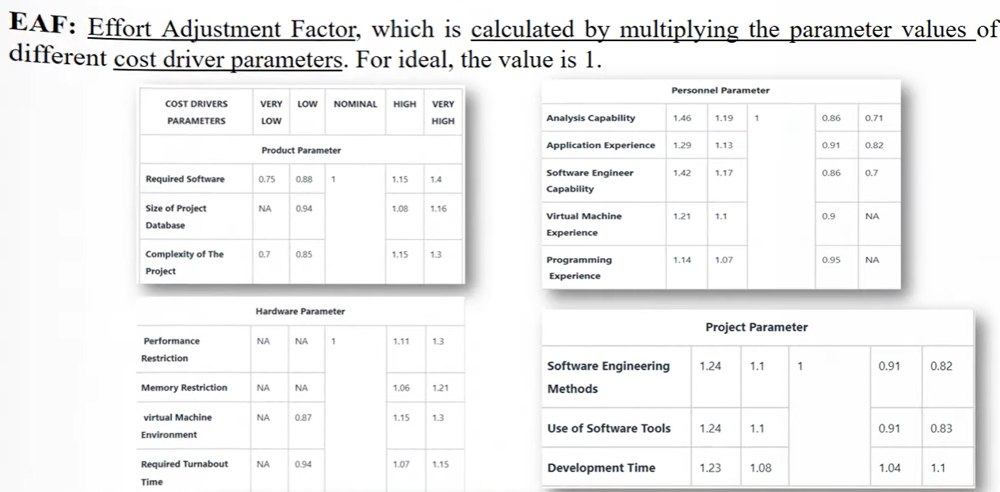 EAF: Effort Adjustment Factor, which is calculated by multiplying the parameter values of
different cost driver parameters. For ideal, the value is 1.
COST DRIVERS PARAMETERS VERY LOW LOW NOMINAL HIGH VERY HIGH
Product Parameter
Required Software 0.75 0.88 1 1.15 1.4
Size of Project Database NA 0.94 1.08 1.16
Complexity of The Project 0.7 0.85 1.15 1.3
Hardware Parameter
Performance Restriction NA NA 1 1.11 1.3
Memory Restriction NA NA 1.06 1.21
virtual Machine Environment NA 0.87 1.15 1.3
Required Turnabout Time NA 0.94 1.07 1.15
Personnel Parameter
Analysis Capability 1.46 1.19 1 0.86 0.71
Application Experience 1.29 1.13 0.91 0.82
Software Engineer Capability 1.42 1.17 0.86 0.7
Virtual Machine Experience 1.21 1.1 0.9 NA
Programming Experience 1.14 1.07 0.95 NA
Project Parameter
Software Engineering Methods 1.24 1.1 1 0.91 0.82
Use of Software Tools 1.24 1.1 0.91 0.83
Development Time 1.23 1.08 1.04 1.1